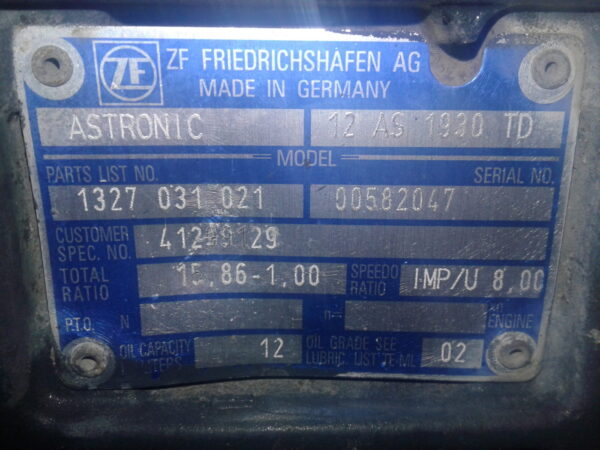 ZF ZF FRIEDRICHSHAFEN AG
MADE IN GERMANY
ASTRONIC 12 AS 1930 TD
MODEL
PARTS LIST NO. SERIAL NO.
1327 031 021 00582047
CUSTOMER
SPEC. NO. 29
TOTAL
RATIO 15,86-1,00 SPEEDO
RATIO IMP/U 8,00
P.T.O. N n= ENGINE
OIL CAPACITY
LITERS 12 OIL GRADE SEE
LUBRIC. LIST TE-ML 02